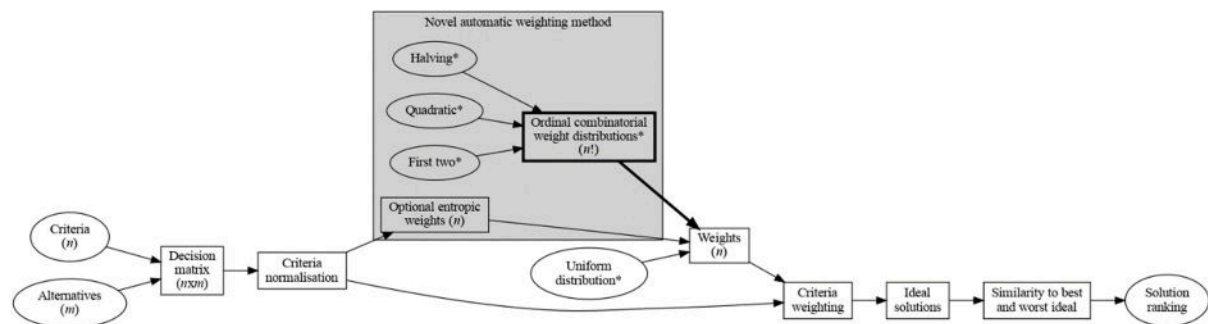 Novel automatic weighting method
Halving*
Quadratic*
First two*
Ordinal combinatorial
weight distributions*
(n!)
Optional entropic
weights (n)
Criteria
(n)
Alternatives
(m)
Decision
matrix
(nxm)
Criteria
normalisation
Uniform
distribution*
Weights
(n)
Criteria
weighting
Ideal
solutions
Similarity to best
and worst ideal
Solution
ranking